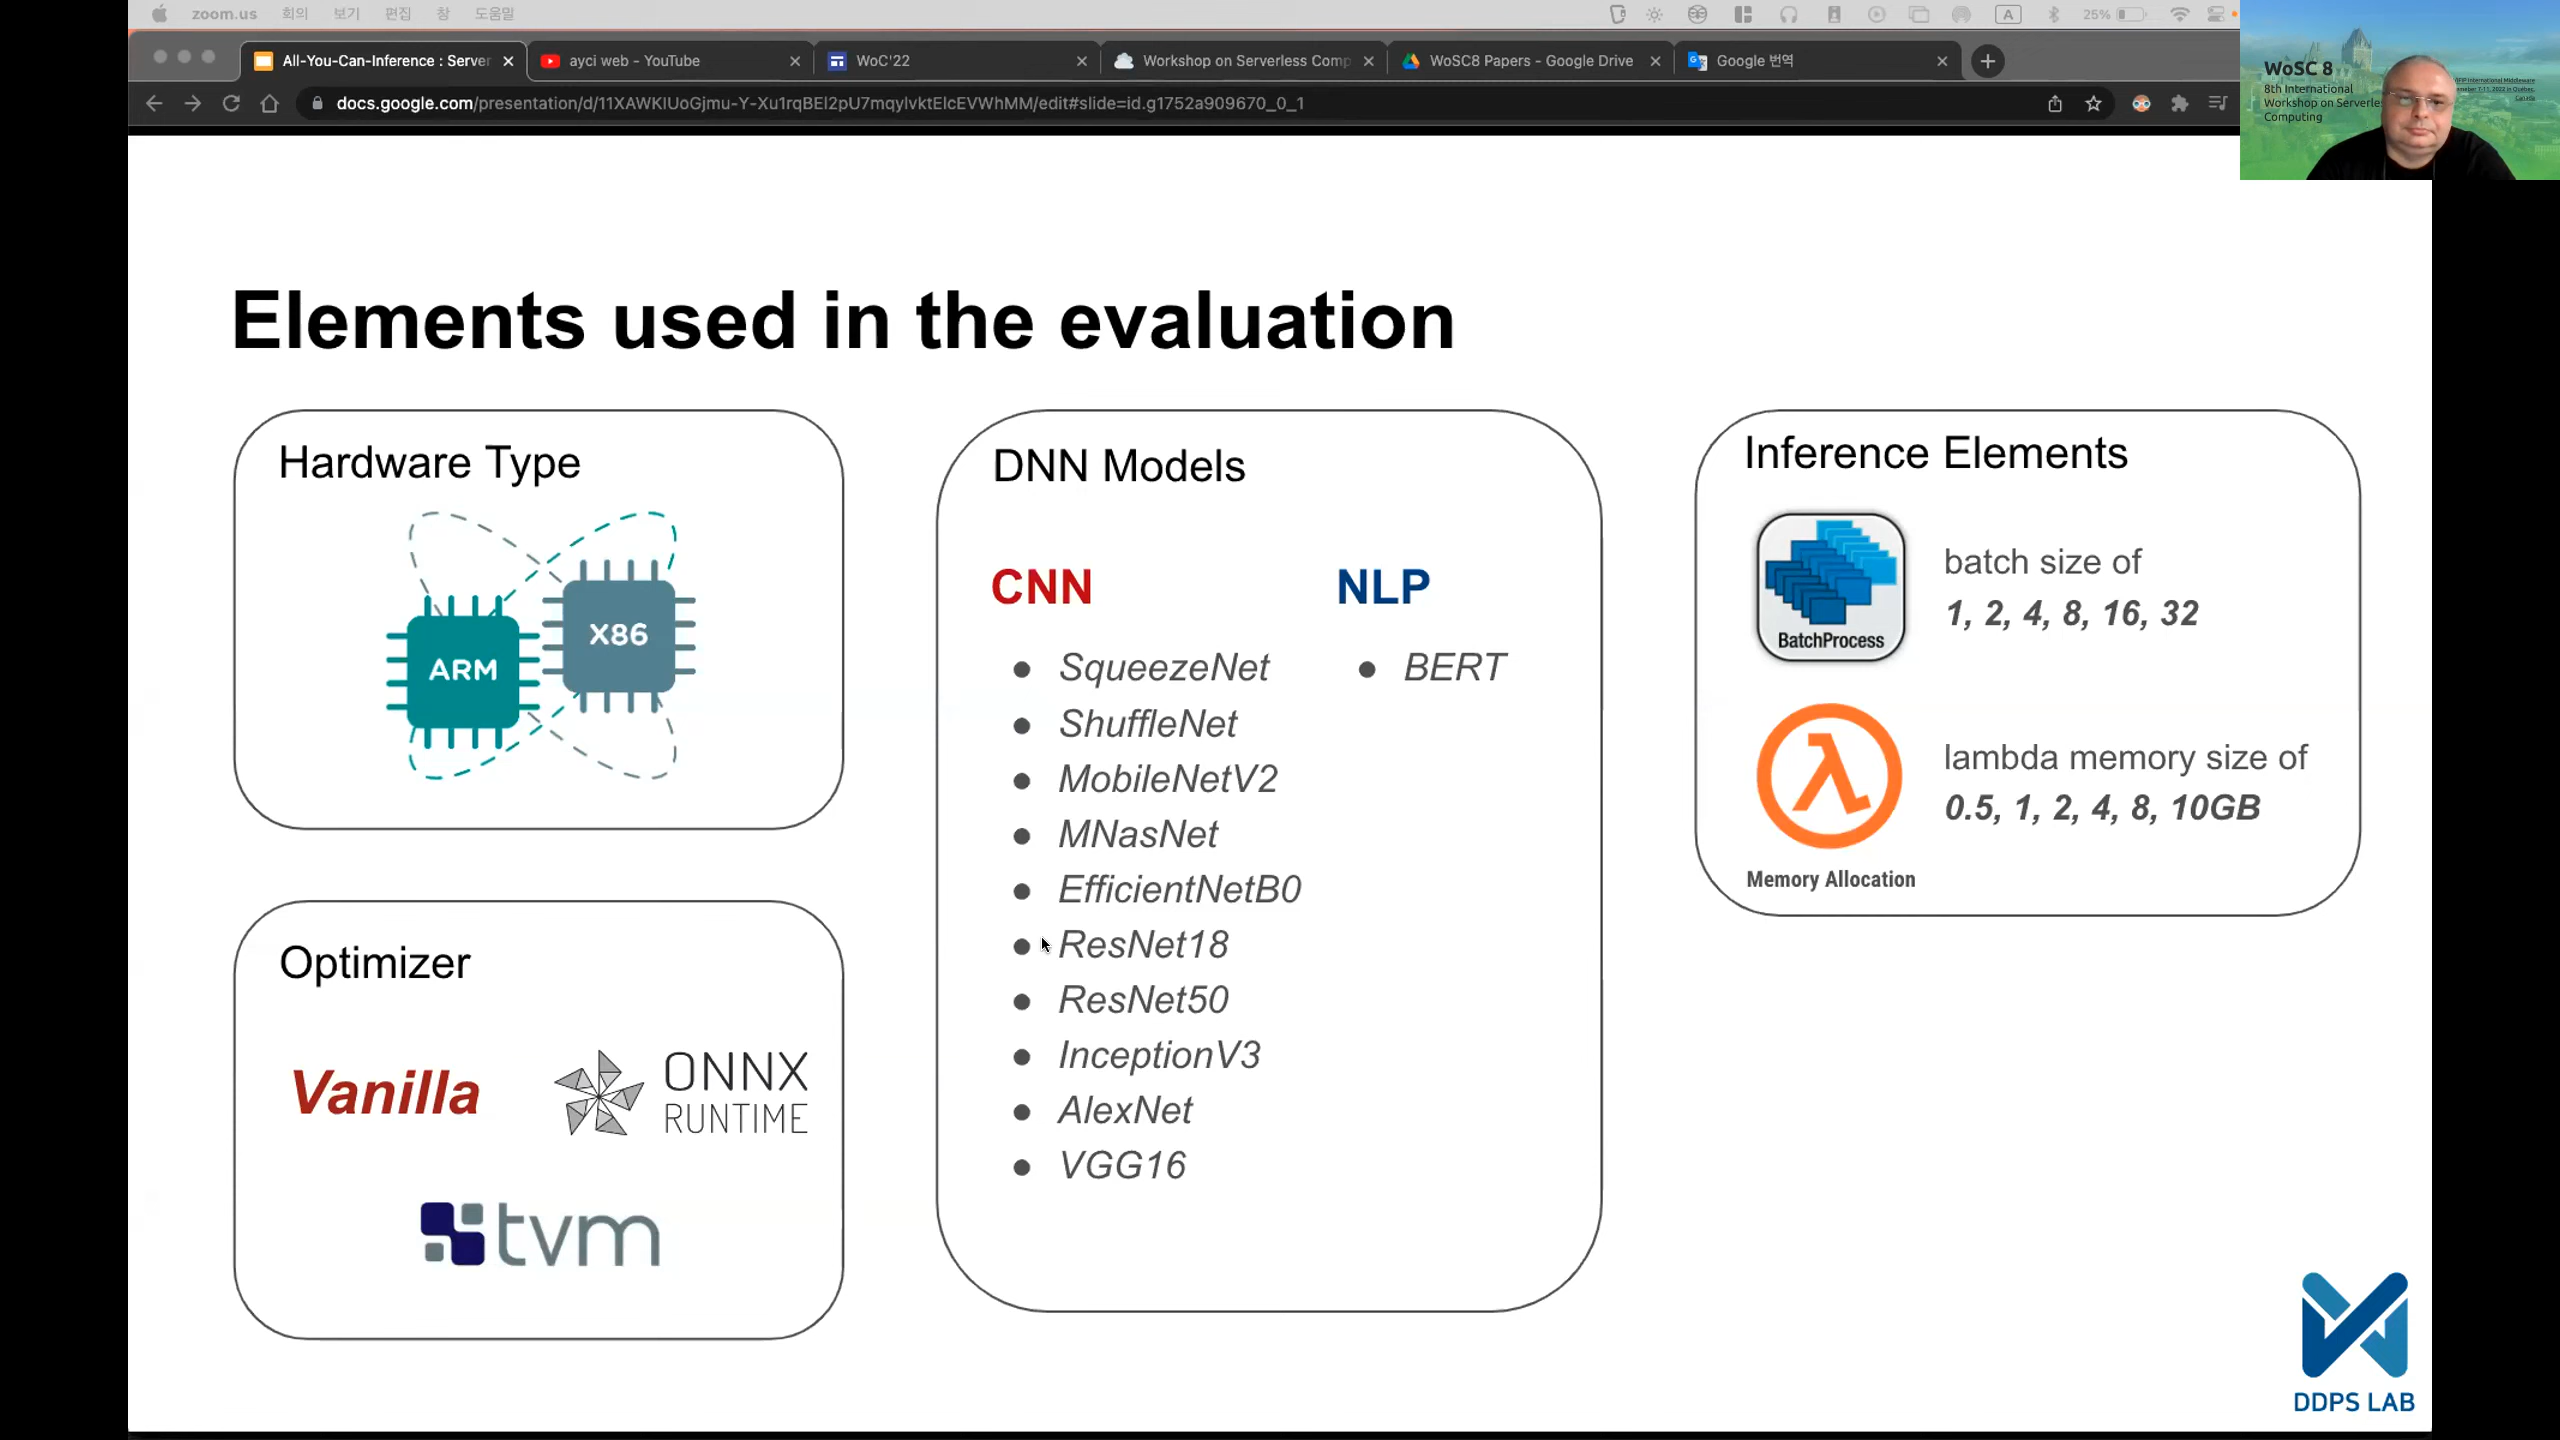 zoom.us 회의 보기 편집 창 도움말 A 25%
All-You-Can-Inference : Server
ayci web - YouTube
WoC'22
Workshop on Serverless Comp
WoSC8 Papers - Google Drive
Google 번역
docs.google.com/presentation/d/11XAWKIUoGjmu-Y-Xu1rqBEl2pU7mqylvktElcEVWhMM/edit#slide=id.g1752a909670_0_1
WoSC 8
8th International
Workshop on Serverle
Computing
Elements used in the evaluation
Hardware Type
ARM
X86
Optimizer
Vanilla
ONNX
RUNTIME
tvm
DNN Models
CNN
SqueezeNet
ShuffleNet
MobileNetV2
MNasNet
EfficientNetB0
ResNet18
ResNet50
InceptionV3
AlexNet
VGG16
NLP
BERT
Inference Elements
BatchProcess
batch size of
1, 2, 4, 8, 16, 32
lambda memory size of
0.5, 1, 2, 4, 8, 10GB
Memory Allocation
DDPS LAB